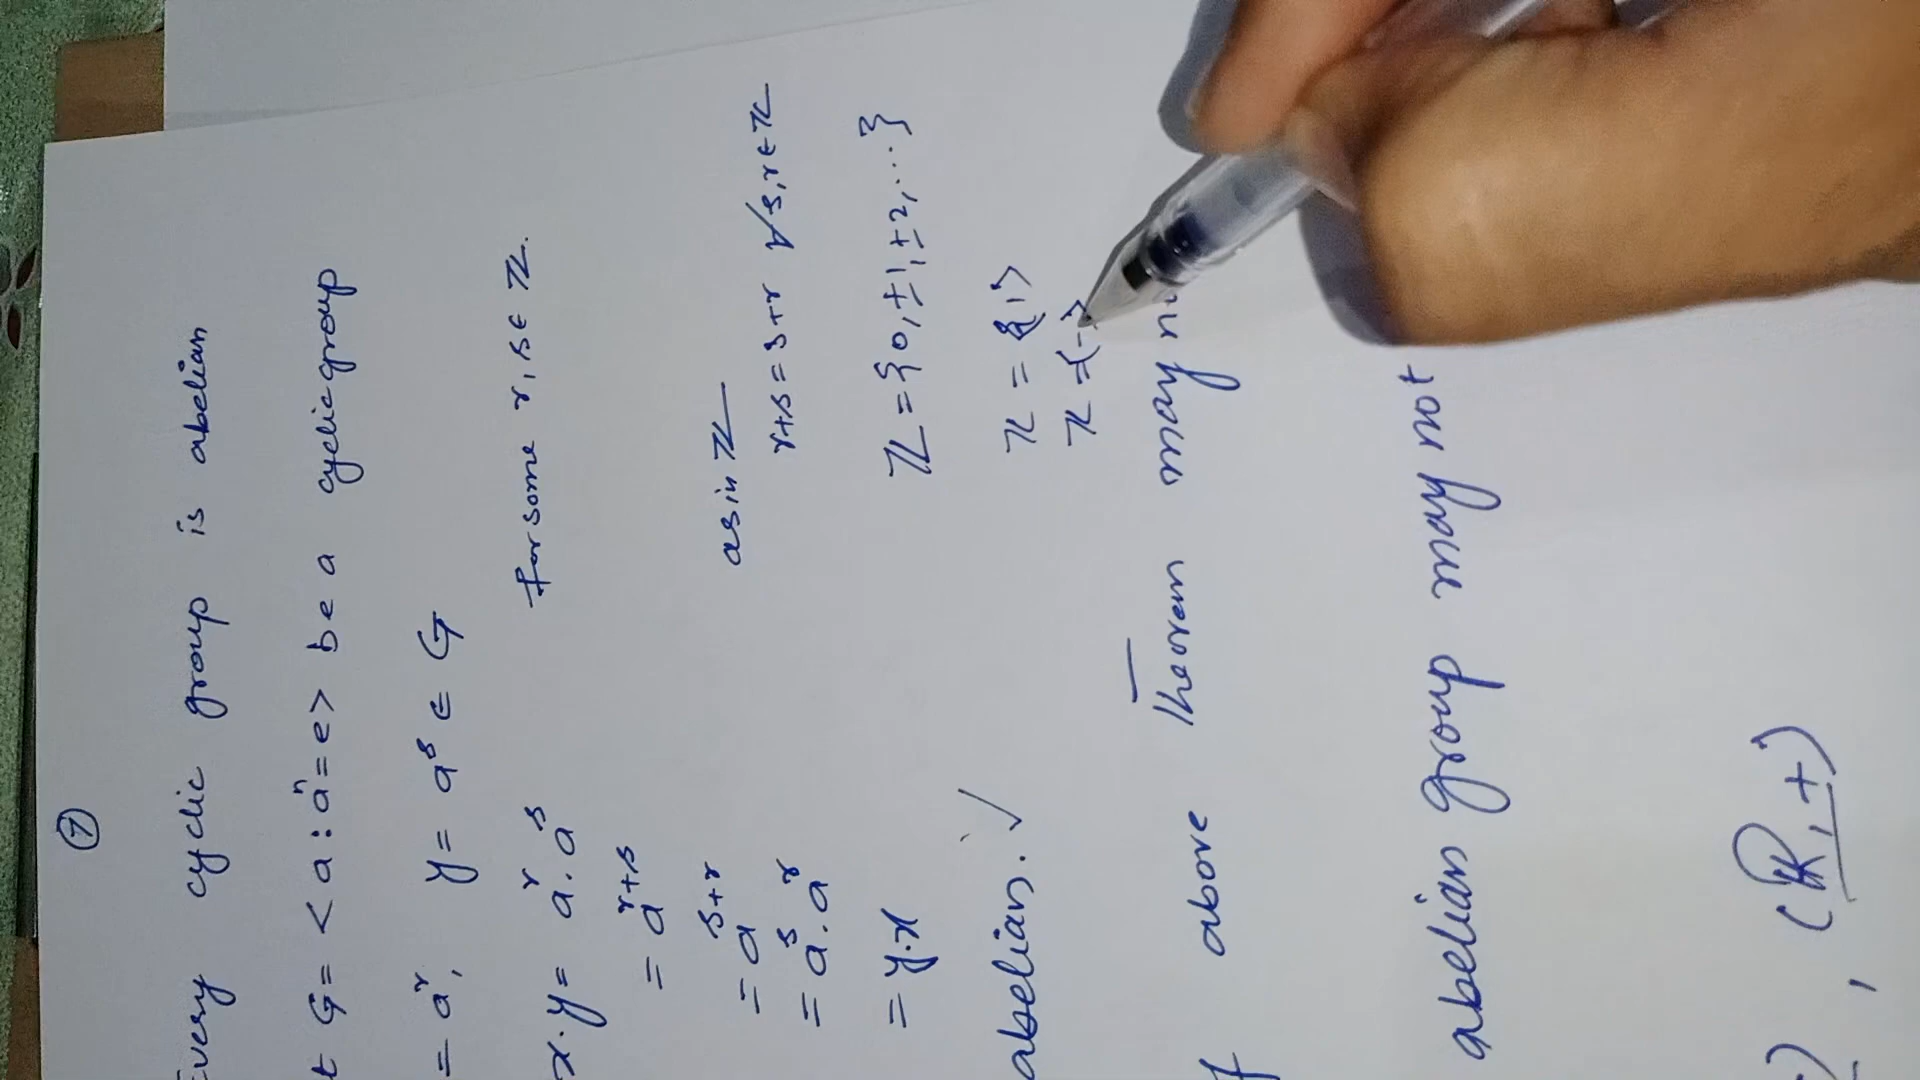 7
Every cyclic group is abelian
t G = < a : aⁿ = e > be a cyclic group
= aʳ, y = aˢ ∈ G
for some r, s ∈ ℤ.
x·y = aʳ·aˢ
= aʳ⁺ˢ
as in ℤ
= aˢ⁺ʳ
r+s = s+r ∀ s, r ∈ ℤ
= aˢ·aʳ
= y·x
ℤ = {0, ±1, ±2, ...}
abelian. ✓
ℤ = <1>
ℤ = <-
f above Theorem may
abelian group may not
), (ℝ, +)